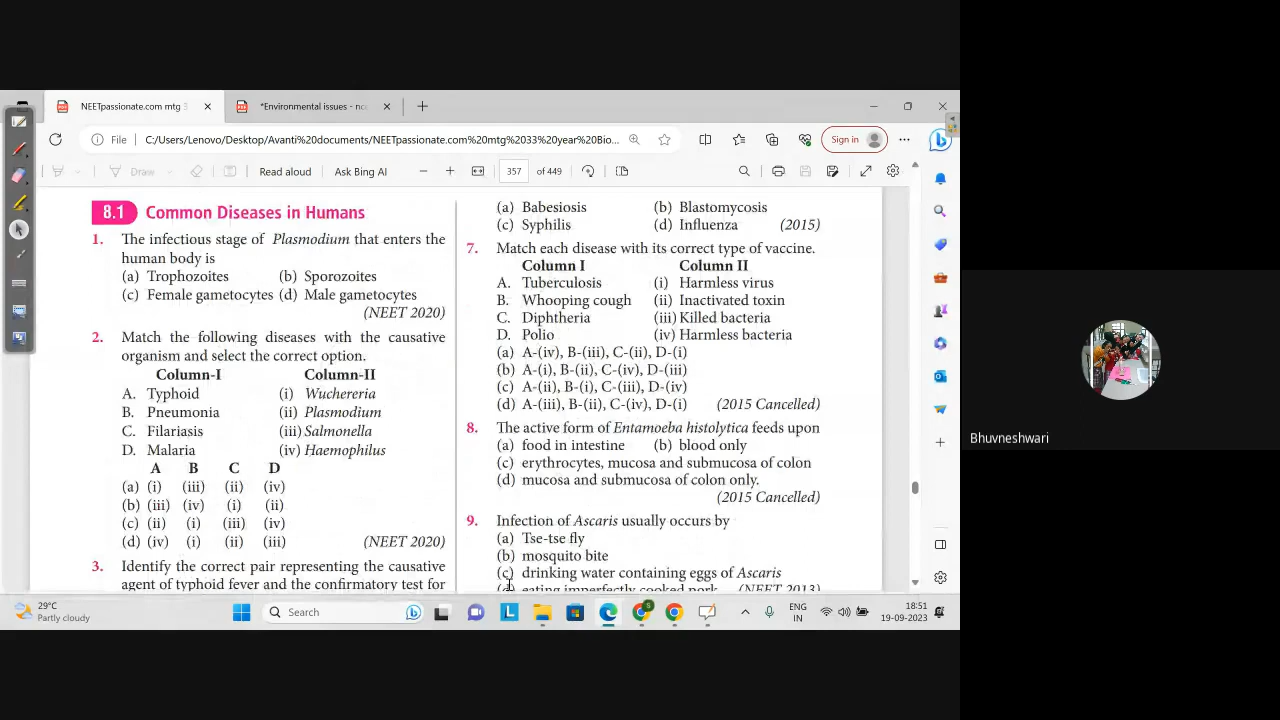 NEETpassionate.com mtg 3
*Environmental issues - nc
File
C:/Users/Lenovo/Desktop/Avanti%20documents/NEETpassionate.com%20mtg%2033%20year%20Bio...
Sign in
Draw
Read aloud
Ask Bing AI
357
of 449
8.1 Common Diseases in Humans
1. The infectious stage of Plasmodium that enters the
human body is
(a) Trophozoites (b) Sporozoites
(c) Female gametocytes (d) Male gametocytes
(NEET 2020)
2. Match the following diseases with the causative
organism and select the correct option.
Column-I Column-II
A. Typhoid (i) Wuchereria
B. Pneumonia (ii) Plasmodium
C. Filariasis (iii) Salmonella
D. Malaria (iv) Haemophilus
A B C D
(a) (i) (iii) (ii) (iv)
(b) (iii) (iv) (i) (ii)
(c) (ii) (i) (iii) (iv)
(d) (iv) (i) (ii) (iii) (NEET 2020)
3. Identify the correct pair representing the causative
agent of typhoid fever and the confirmatory test for
(a) Babesiosis (b) Blastomycosis
(c) Syphilis (d) Influenza (2015)
7. Match each disease with its correct type of vaccine.
Column I Column II
A. Tuberculosis (i) Harmless virus
B. Whooping cough (ii) Inactivated toxin
C. Diphtheria (iii) Killed bacteria
D. Polio (iv) Harmless bacteria
(a) A-(iv), B-(iii), C-(ii), D-(i)
(b) A-(i), B-(ii), C-(iv), D-(iii)
(c) A-(ii), B-(i), C-(iii), D-(iv)
(d) A-(iii), B-(ii), C-(iv), D-(i) (2015 Cancelled)
8. The active form of Entamoeba histolytica feeds upon
(a) food in intestine (b) blood only
(c) erythrocytes, mucosa and submucosa of colon
(d) mucosa and submucosa of colon only.
(2015 Cancelled)
9. Infection of Ascaris usually occurs by
(a) Tse-tse fly
(b) mosquito bite
(c) drinking water containing eggs of Ascaris
eating imperfectly cooked pork (NEET 2013)
29°C
Partly cloudy
Search
ENG
IN
18:51
19-09-2023
Bhuvneshwari